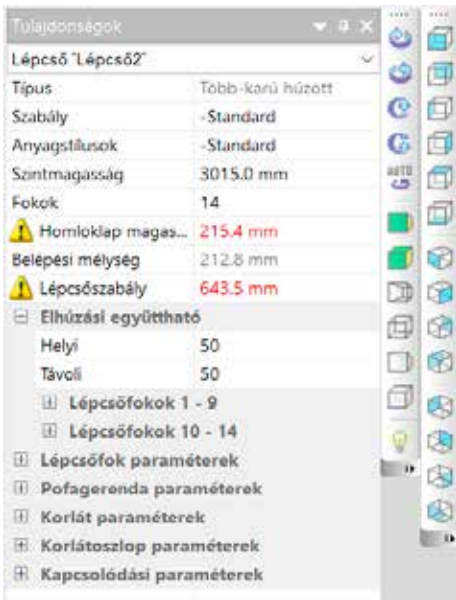 Tulajdonságok
Lépcső "Lépcső2"
Típus Több-karú húzott
Szabály -Standard
Anyagstílusok -Standard
Szintmagasság 3015.0 mm
Fokok 14
Homloklap magas... 215.4 mm
Belépési mélység 212.8 mm
Lépcsőszabály 643.5 mm
Elhúzási együttható
Helyi 50
Távoli 50
Lépcsőfokok 1 - 9
Lépcsőfokok 10 - 14
Lépcsőfok paraméterek
Pofagerenda paraméterek
Korlát paraméterek
Korlátoszlop paraméterek
Kapcsolódási paraméterek
AUTO